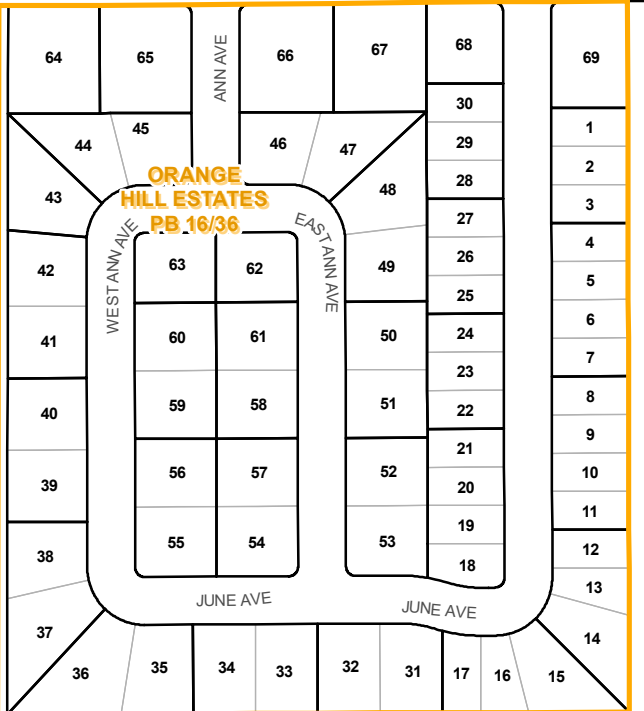 64 65 ANN AVE 66 67 68 69
30 1
44 45 46 47 29 2
28 3
43 48
ORANGE
HILL ESTATES
PB 16/36
27 4
42 WEST ANN AVE 63 62 EAST ANN AVE 49 26 5
25 6
41 60 61 50 24 7
23 8
40 59 58 51 22 9
21 10
39 56 57 52 20 11
19 12
38 55 54 53 18 13
JUNE AVE JUNE AVE
37 14
36 35 34 33 32 31 17 16 15